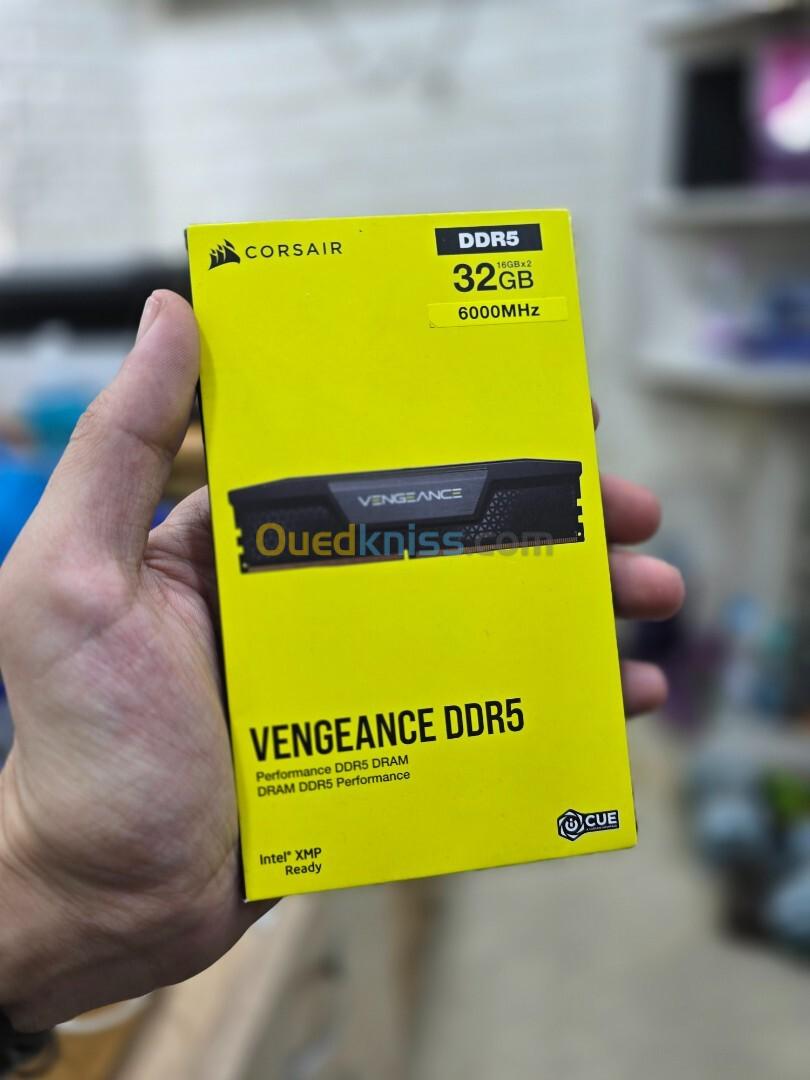 CORSAIR
DDR5
16GBx2
32GB
6000MHz
VENGEANCE
Ouedkniss.com
VENGEANCE DDR5
Performance DDR5 DRAM
DRAM DDR5 Performance
Intel® XMP
Ready
iCUE